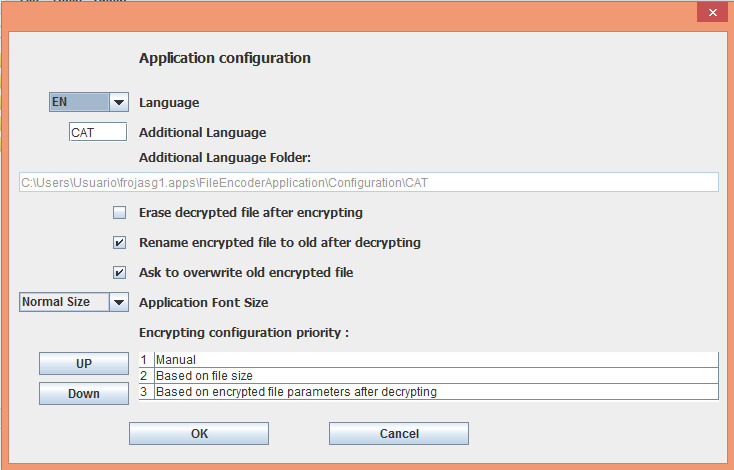 Application configuration
EN Language
CAT Additional Language
Additional Language Folder:
C:\Users\Usuario\frojasg1.apps\FileEncoderApplication\Configuration\CAT
Erase decrypted file after encrypting
Rename encrypted file to old after decrypting
Ask to overwrite old encrypted file
Normal Size Application Font Size
Encrypting configuration priority :
UP
1 Manual
2 Based on file size
Down
3 Based on encrypted file parameters after decrypting
OK Cancel